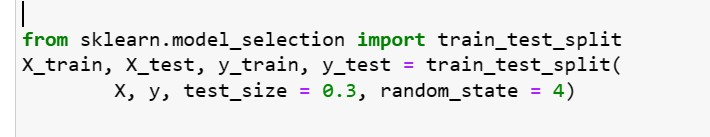 from sklearn.model_selection import train_test_split
X_train, X_test, y_train, y_test = train_test_split(
        X, y, test_size = 0.3, random_state = 4)